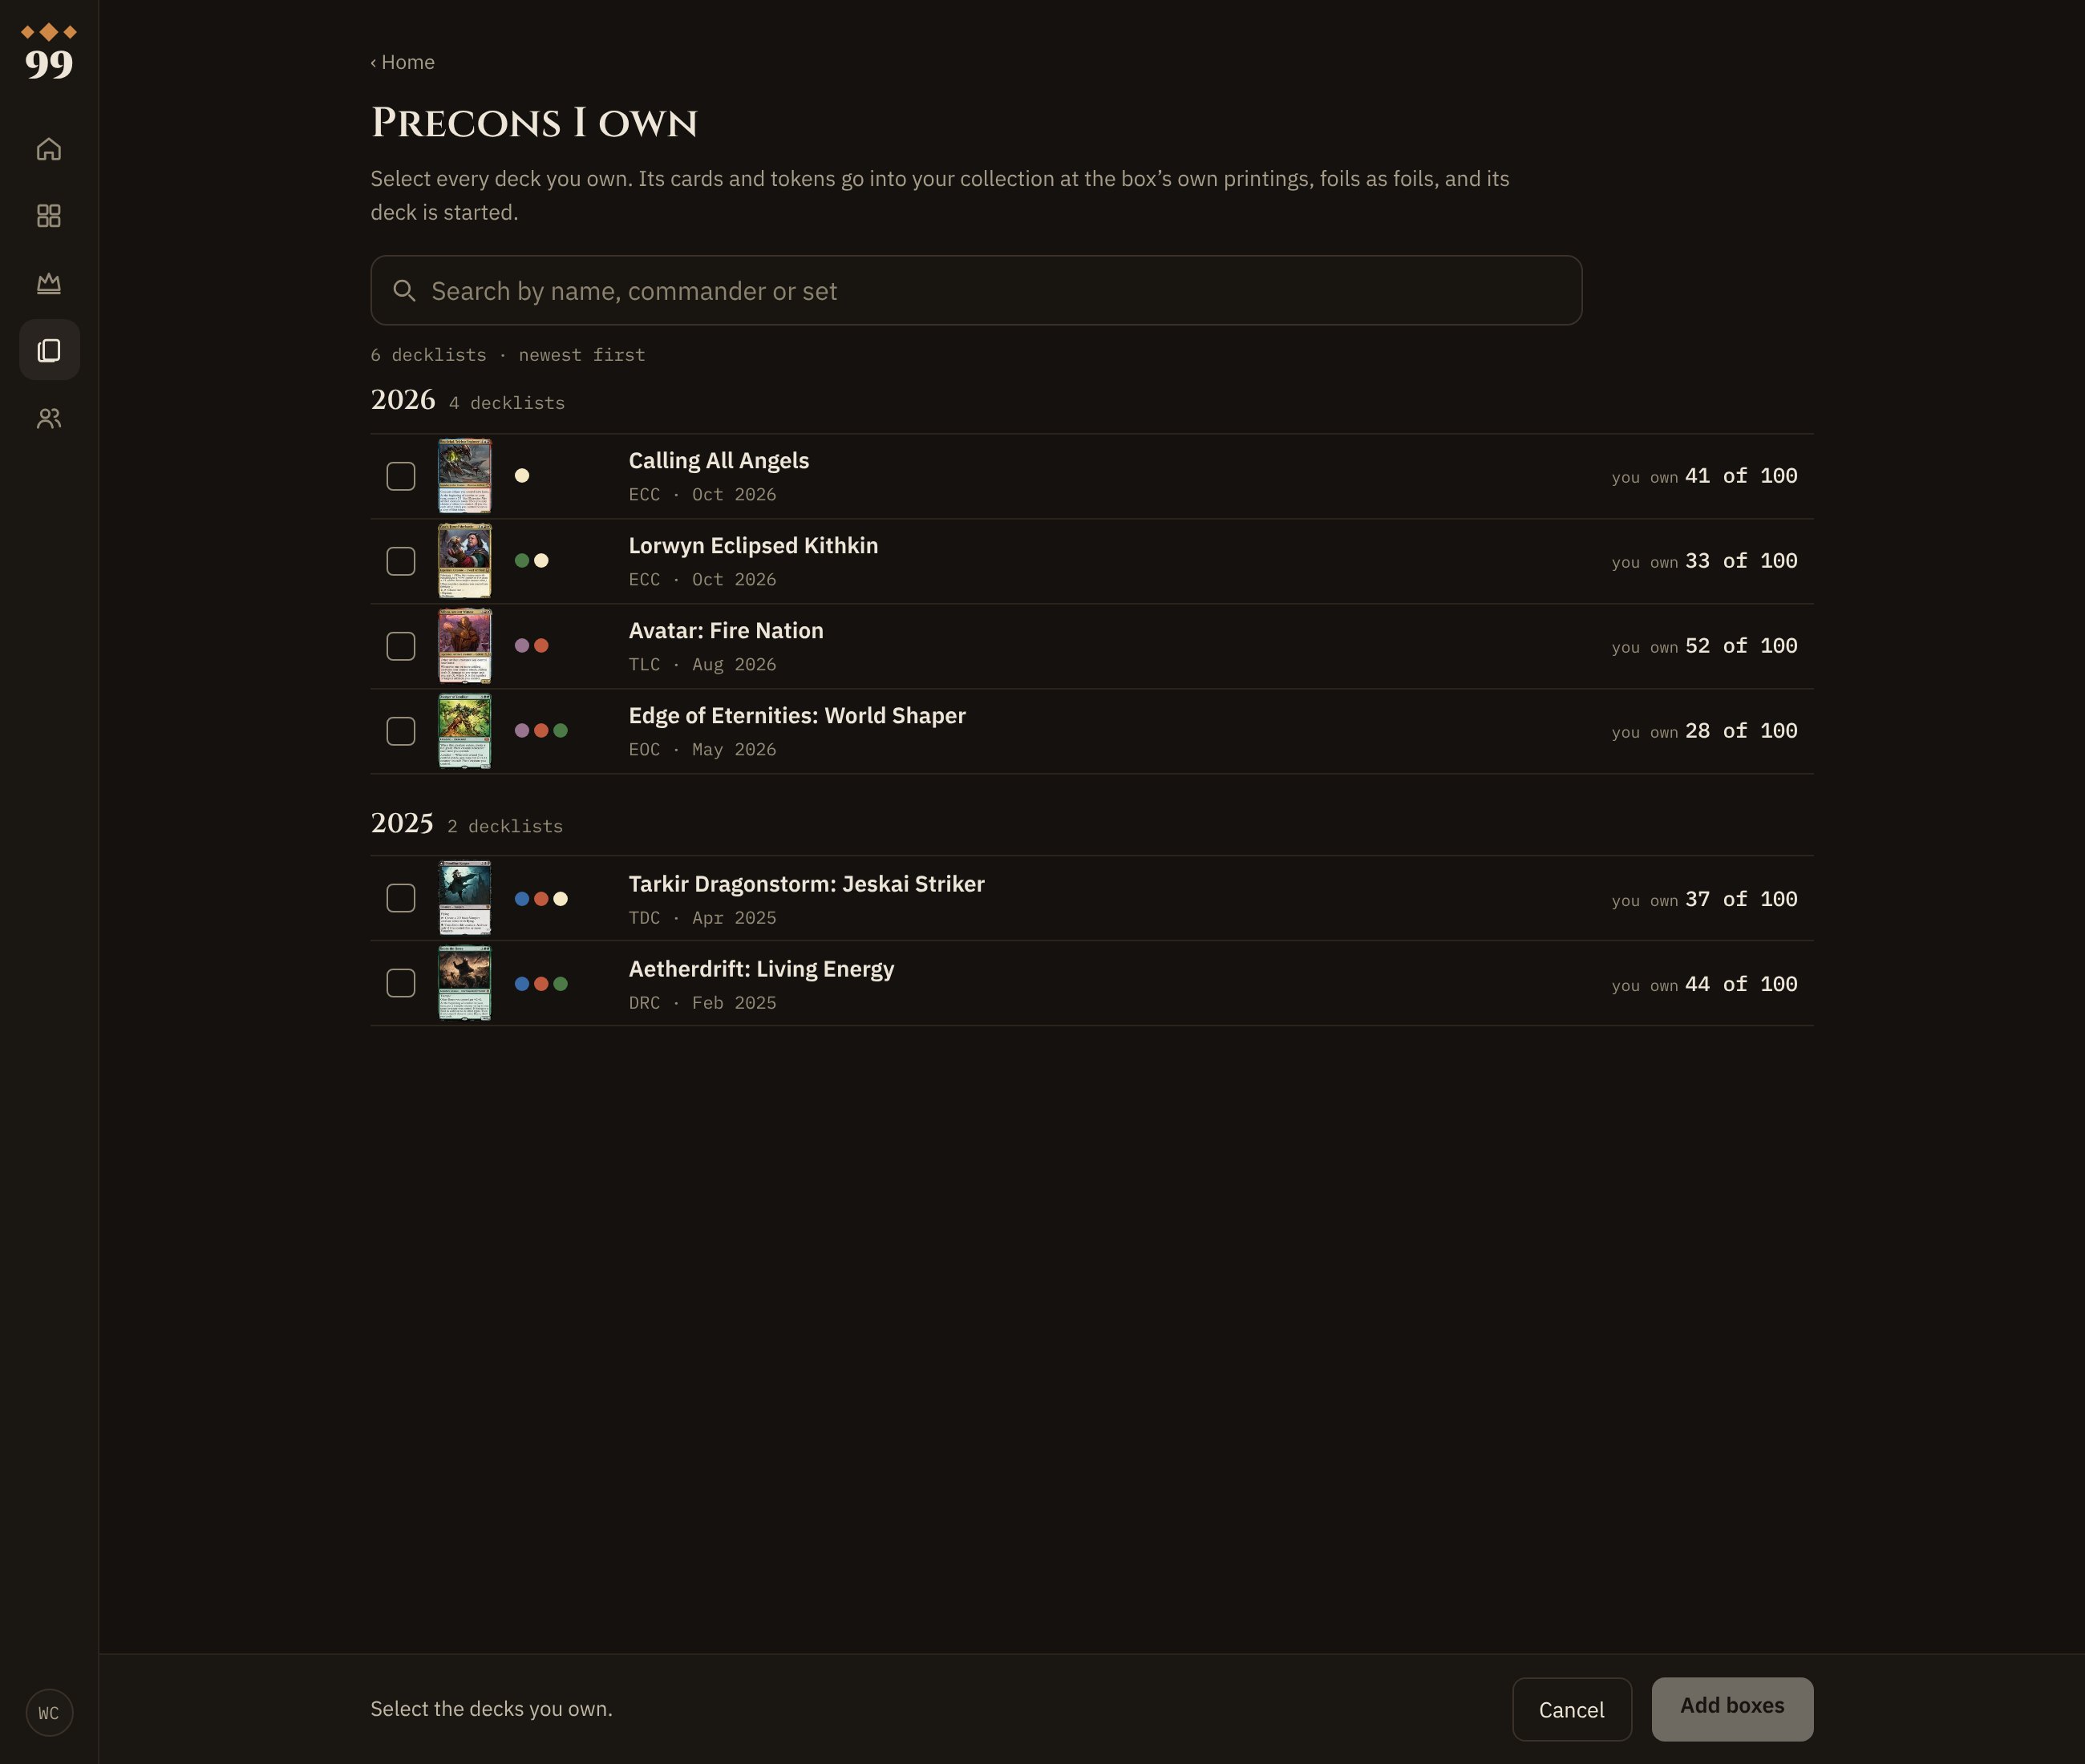 99
‹ Home
Precons I own
Select every deck you own. Its cards and tokens go into your collection at the box’s own printings, foils as foils, and its
deck is started.
Search by name, commander or set
6 decklists · newest first
2026 4 decklists
Calling All Angels
ECC · Oct 2026
you own 41 of 100
Lorwyn Eclipsed Kithkin
ECC · Oct 2026
you own 33 of 100
Avatar: Fire Nation
TLC · Aug 2026
you own 52 of 100
Edge of Eternities: World Shaper
EOC · May 2026
you own 28 of 100
2025 2 decklists
Tarkir Dragonstorm: Jeskai Striker
TDC · Apr 2025
you own 37 of 100
Aetherdrift: Living Energy
DRC · Feb 2025
you own 44 of 100
WC
Select the decks you own.
Cancel
Add boxes